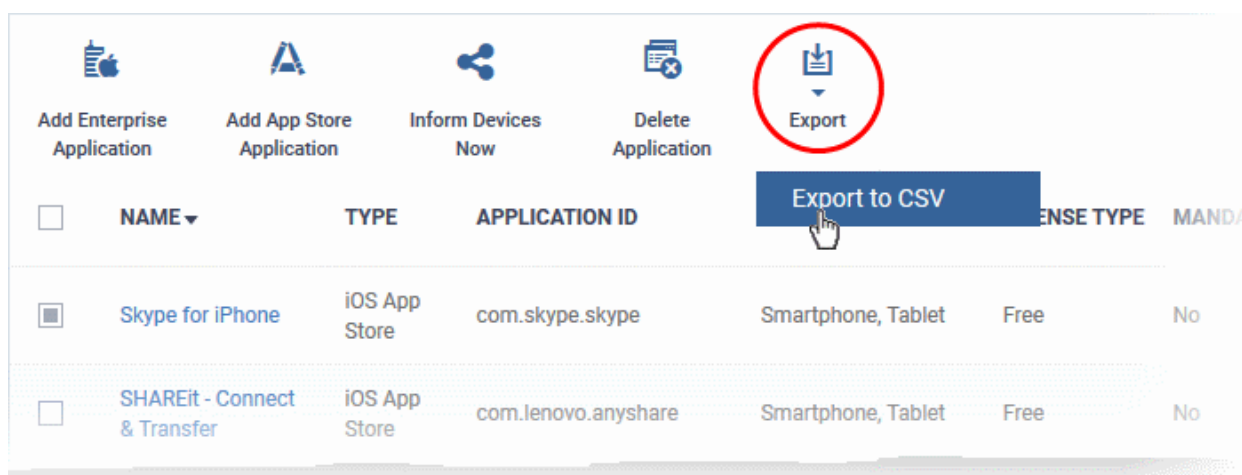 Add Enterprise Application
Add App Store Application
Inform Devices Now
Delete Application
Export
Export to CSV
NAME TYPE APPLICATION ID ENSE TYPE MANDA
Skype for iPhone iOS App Store com.skype.skype Smartphone, Tablet Free No
SHAREit - Connect & Transfer iOS App Store com.lenovo.anyshare Smartphone, Tablet Free No